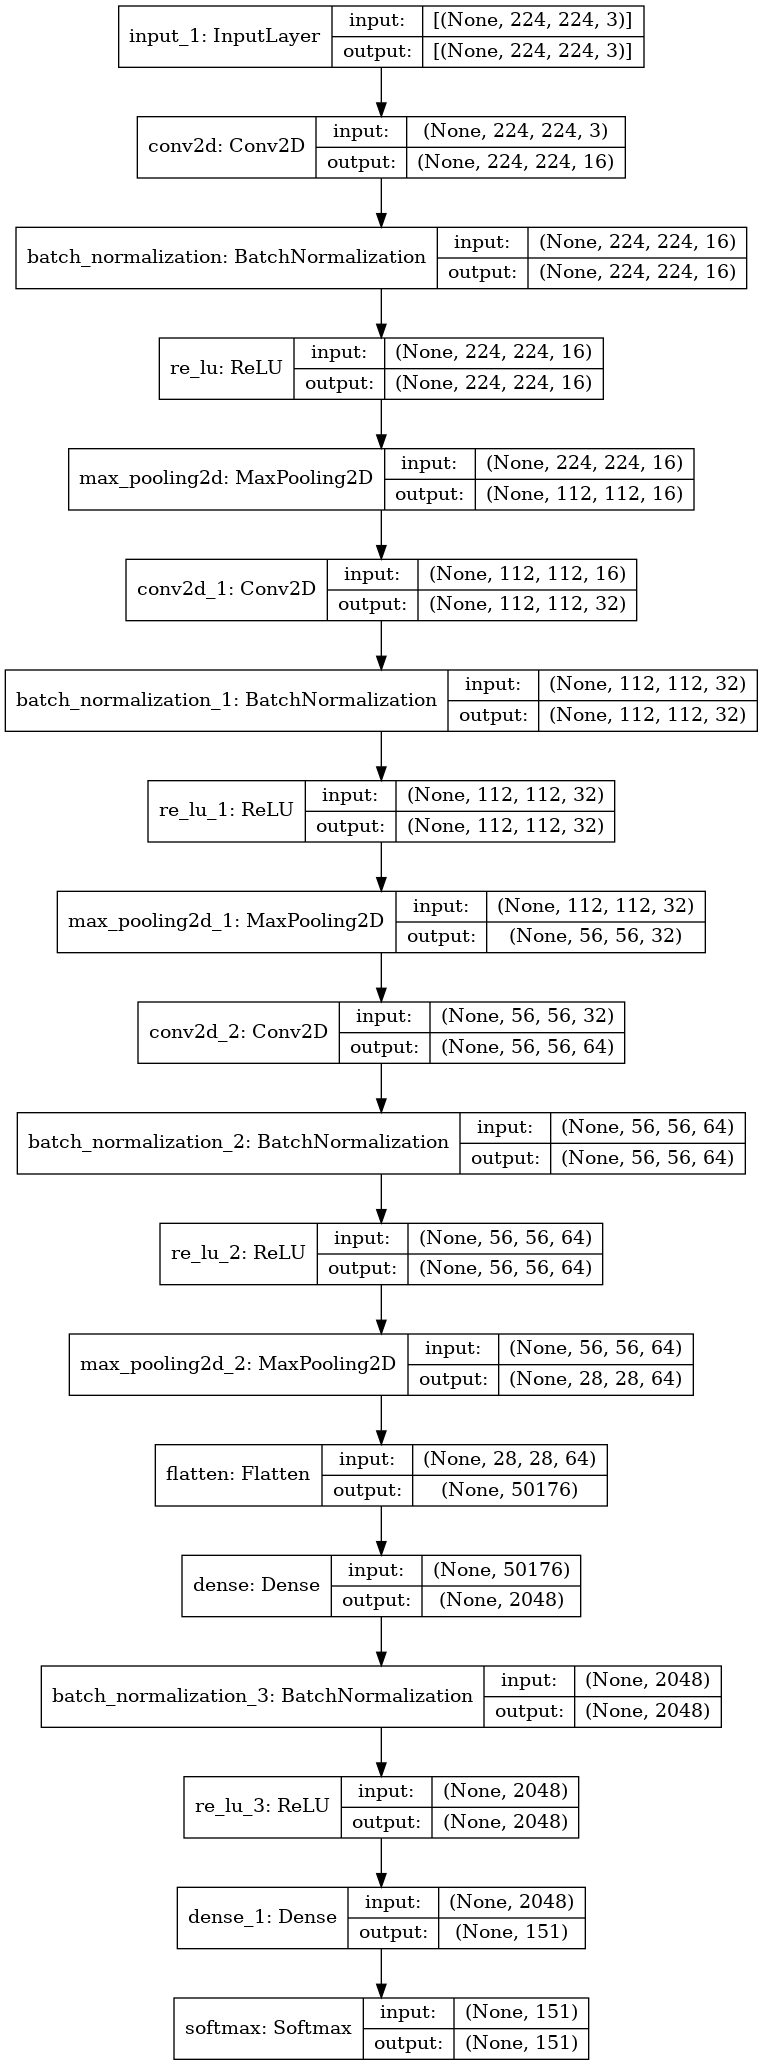 input_1: InputLayer
input: [(None, 224, 224, 3)]
output: [(None, 224, 224, 3)]
conv2d: Conv2D
input: (None, 224, 224, 3)
output: (None, 224, 224, 16)
batch_normalization: BatchNormalization
input: (None, 224, 224, 16)
output: (None, 224, 224, 16)
re_lu: ReLU
input: (None, 224, 224, 16)
output: (None, 224, 224, 16)
max_pooling2d: MaxPooling2D
input: (None, 224, 224, 16)
output: (None, 112, 112, 16)
conv2d_1: Conv2D
input: (None, 112, 112, 16)
output: (None, 112, 112, 32)
batch_normalization_1: BatchNormalization
input: (None, 112, 112, 32)
output: (None, 112, 112, 32)
re_lu_1: ReLU
input: (None, 112, 112, 32)
output: (None, 112, 112, 32)
max_pooling2d_1: MaxPooling2D
input: (None, 112, 112, 32)
output: (None, 56, 56, 32)
conv2d_2: Conv2D
input: (None, 56, 56, 32)
output: (None, 56, 56, 64)
batch_normalization_2: BatchNormalization
input: (None, 56, 56, 64)
output: (None, 56, 56, 64)
re_lu_2: ReLU
input: (None, 56, 56, 64)
output: (None, 56, 56, 64)
max_pooling2d_2: MaxPooling2D
input: (None, 56, 56, 64)
output: (None, 28, 28, 64)
flatten: Flatten
input: (None, 28, 28, 64)
output: (None, 50176)
dense: Dense
input: (None, 50176)
output: (None, 2048)
batch_normalization_3: BatchNormalization
input: (None, 2048)
output: (None, 2048)
re_lu_3: ReLU
input: (None, 2048)
output: (None, 2048)
dense_1: Dense
input: (None, 2048)
output: (None, 151)
softmax: Softmax
input: (None, 151)
output: (None, 151)